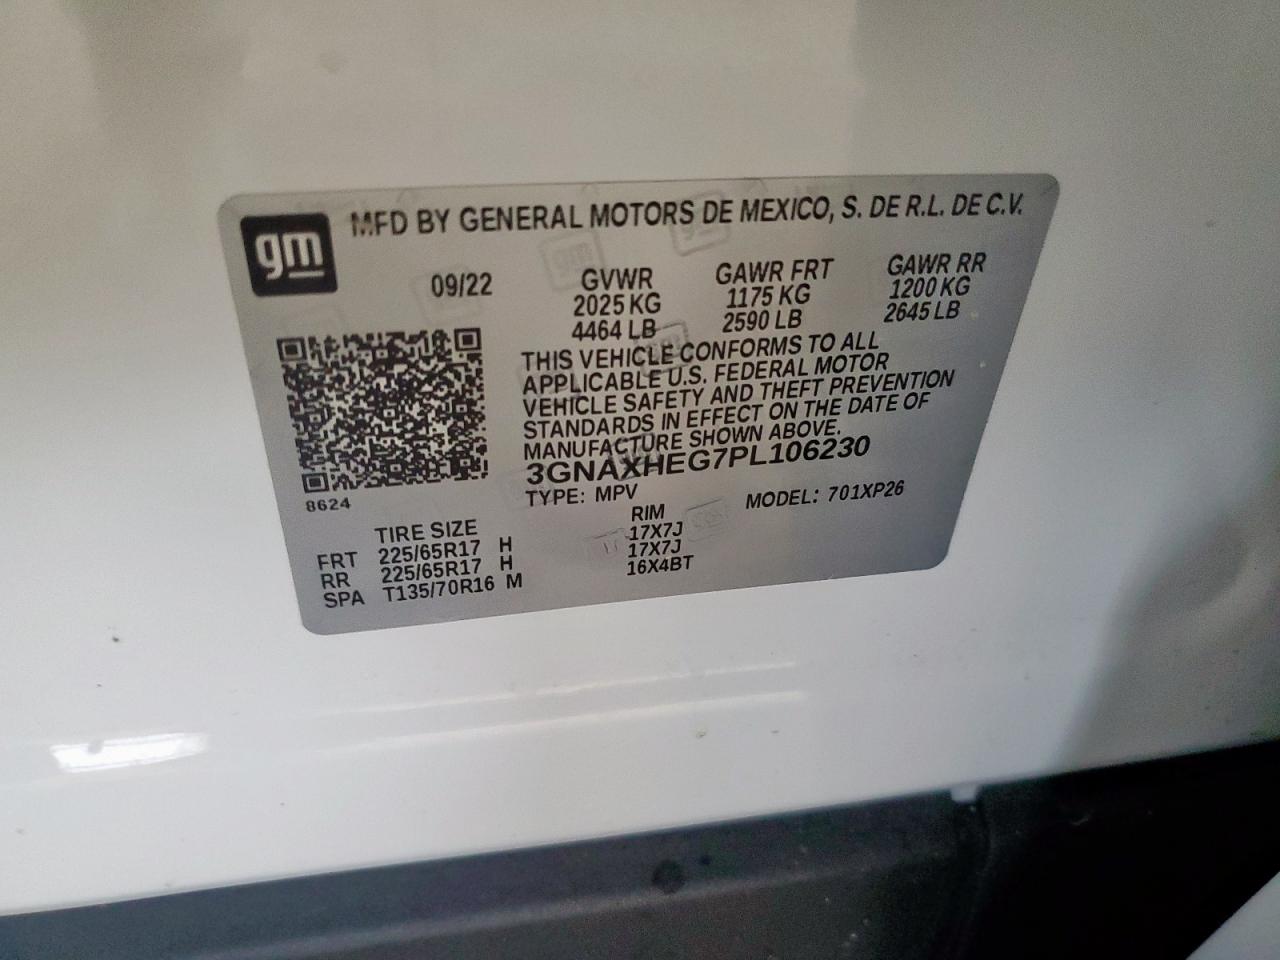 gm
MFD BY GENERAL MOTORS DE MEXICO, S. DE R.L. DE C.V.
09/22 GVWR GAWR FRT GAWR RR
2025 KG 1175 KG 1200 KG
4464 LB 2590 LB 2645 LB
THIS VEHICLE CONFORMS TO ALL
APPLICABLE U.S. FEDERAL MOTOR
VEHICLE SAFETY AND THEFT PREVENTION
STANDARDS IN EFFECT ON THE DATE OF
MANUFACTURE SHOWN ABOVE.
3GNAXHEG7PL106230
8624
TYPE: MPV MODEL: 701XP26
TIRE SIZE RIM
FRT 225/65R17 H 17X7J
RR 225/65R17 H 17X7J
SPA T135/70R16 M 16X4BT